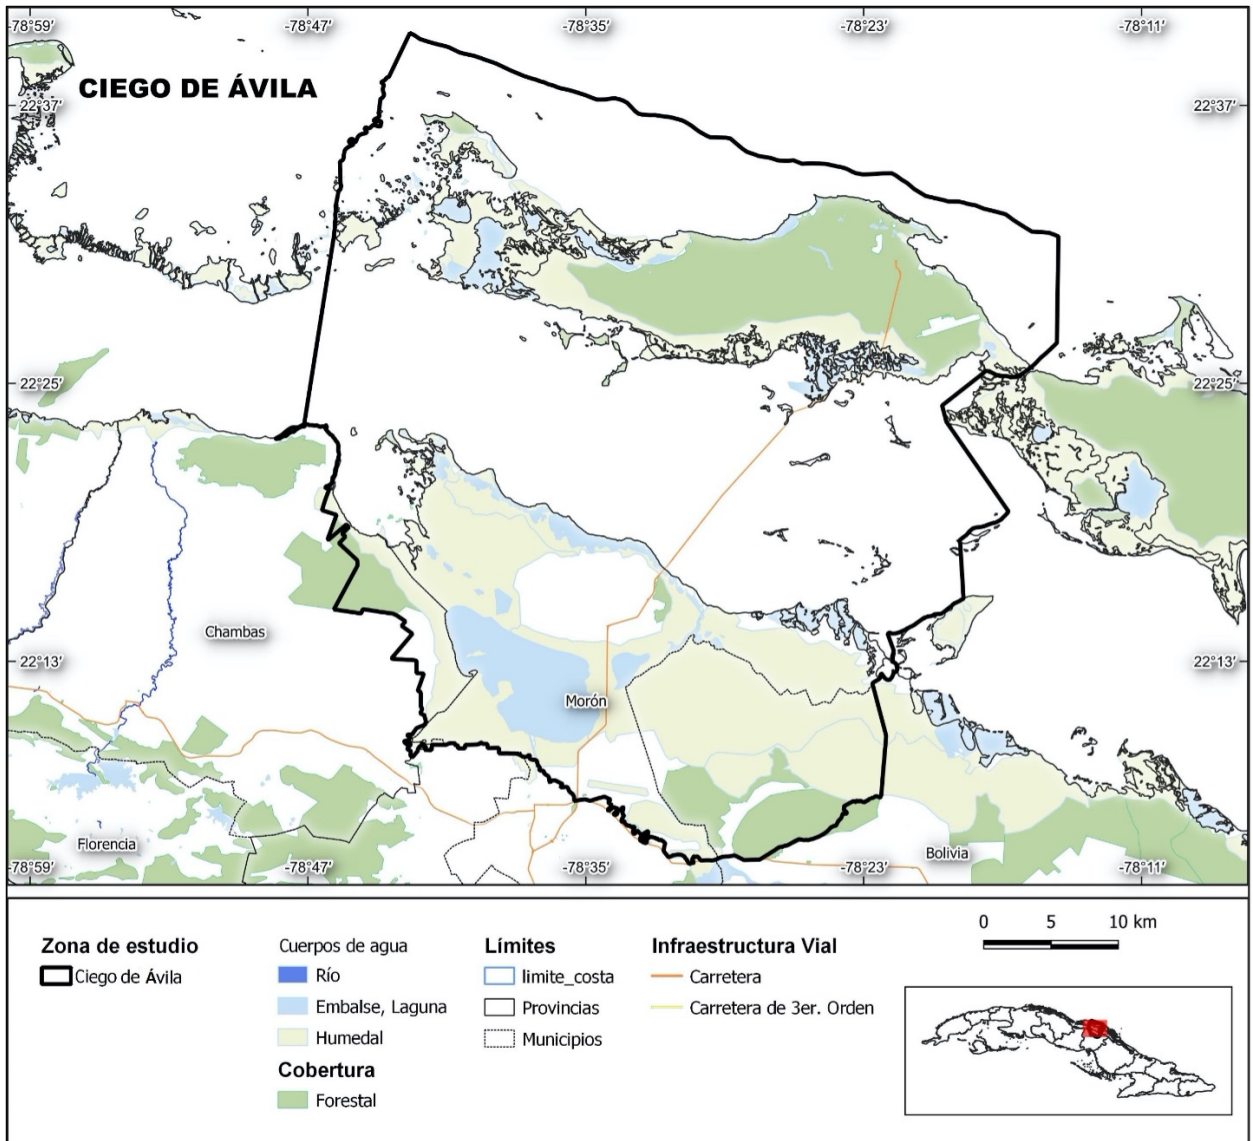 -78°59' -78°47' -78°35' -78°23' -78°11'
CIEGO DE ÁVILA
22°37' 22°37'
22°25' 22°25'
Chambas
22°13' 22°13'
Morón
Florencia
Bolivia
-78°59' -78°47' -78°35' -78°23' -78°11'
Zona de estudio
Ciego de Ávila
Cuerpos de agua
Río
Embalse, Laguna
Humedal
Cobertura
Forestal
Límites
limite_costa
Provincias
Municipios
Infraestructura Vial
Carretera
Carretera de 3er. Orden
0 5 10 km